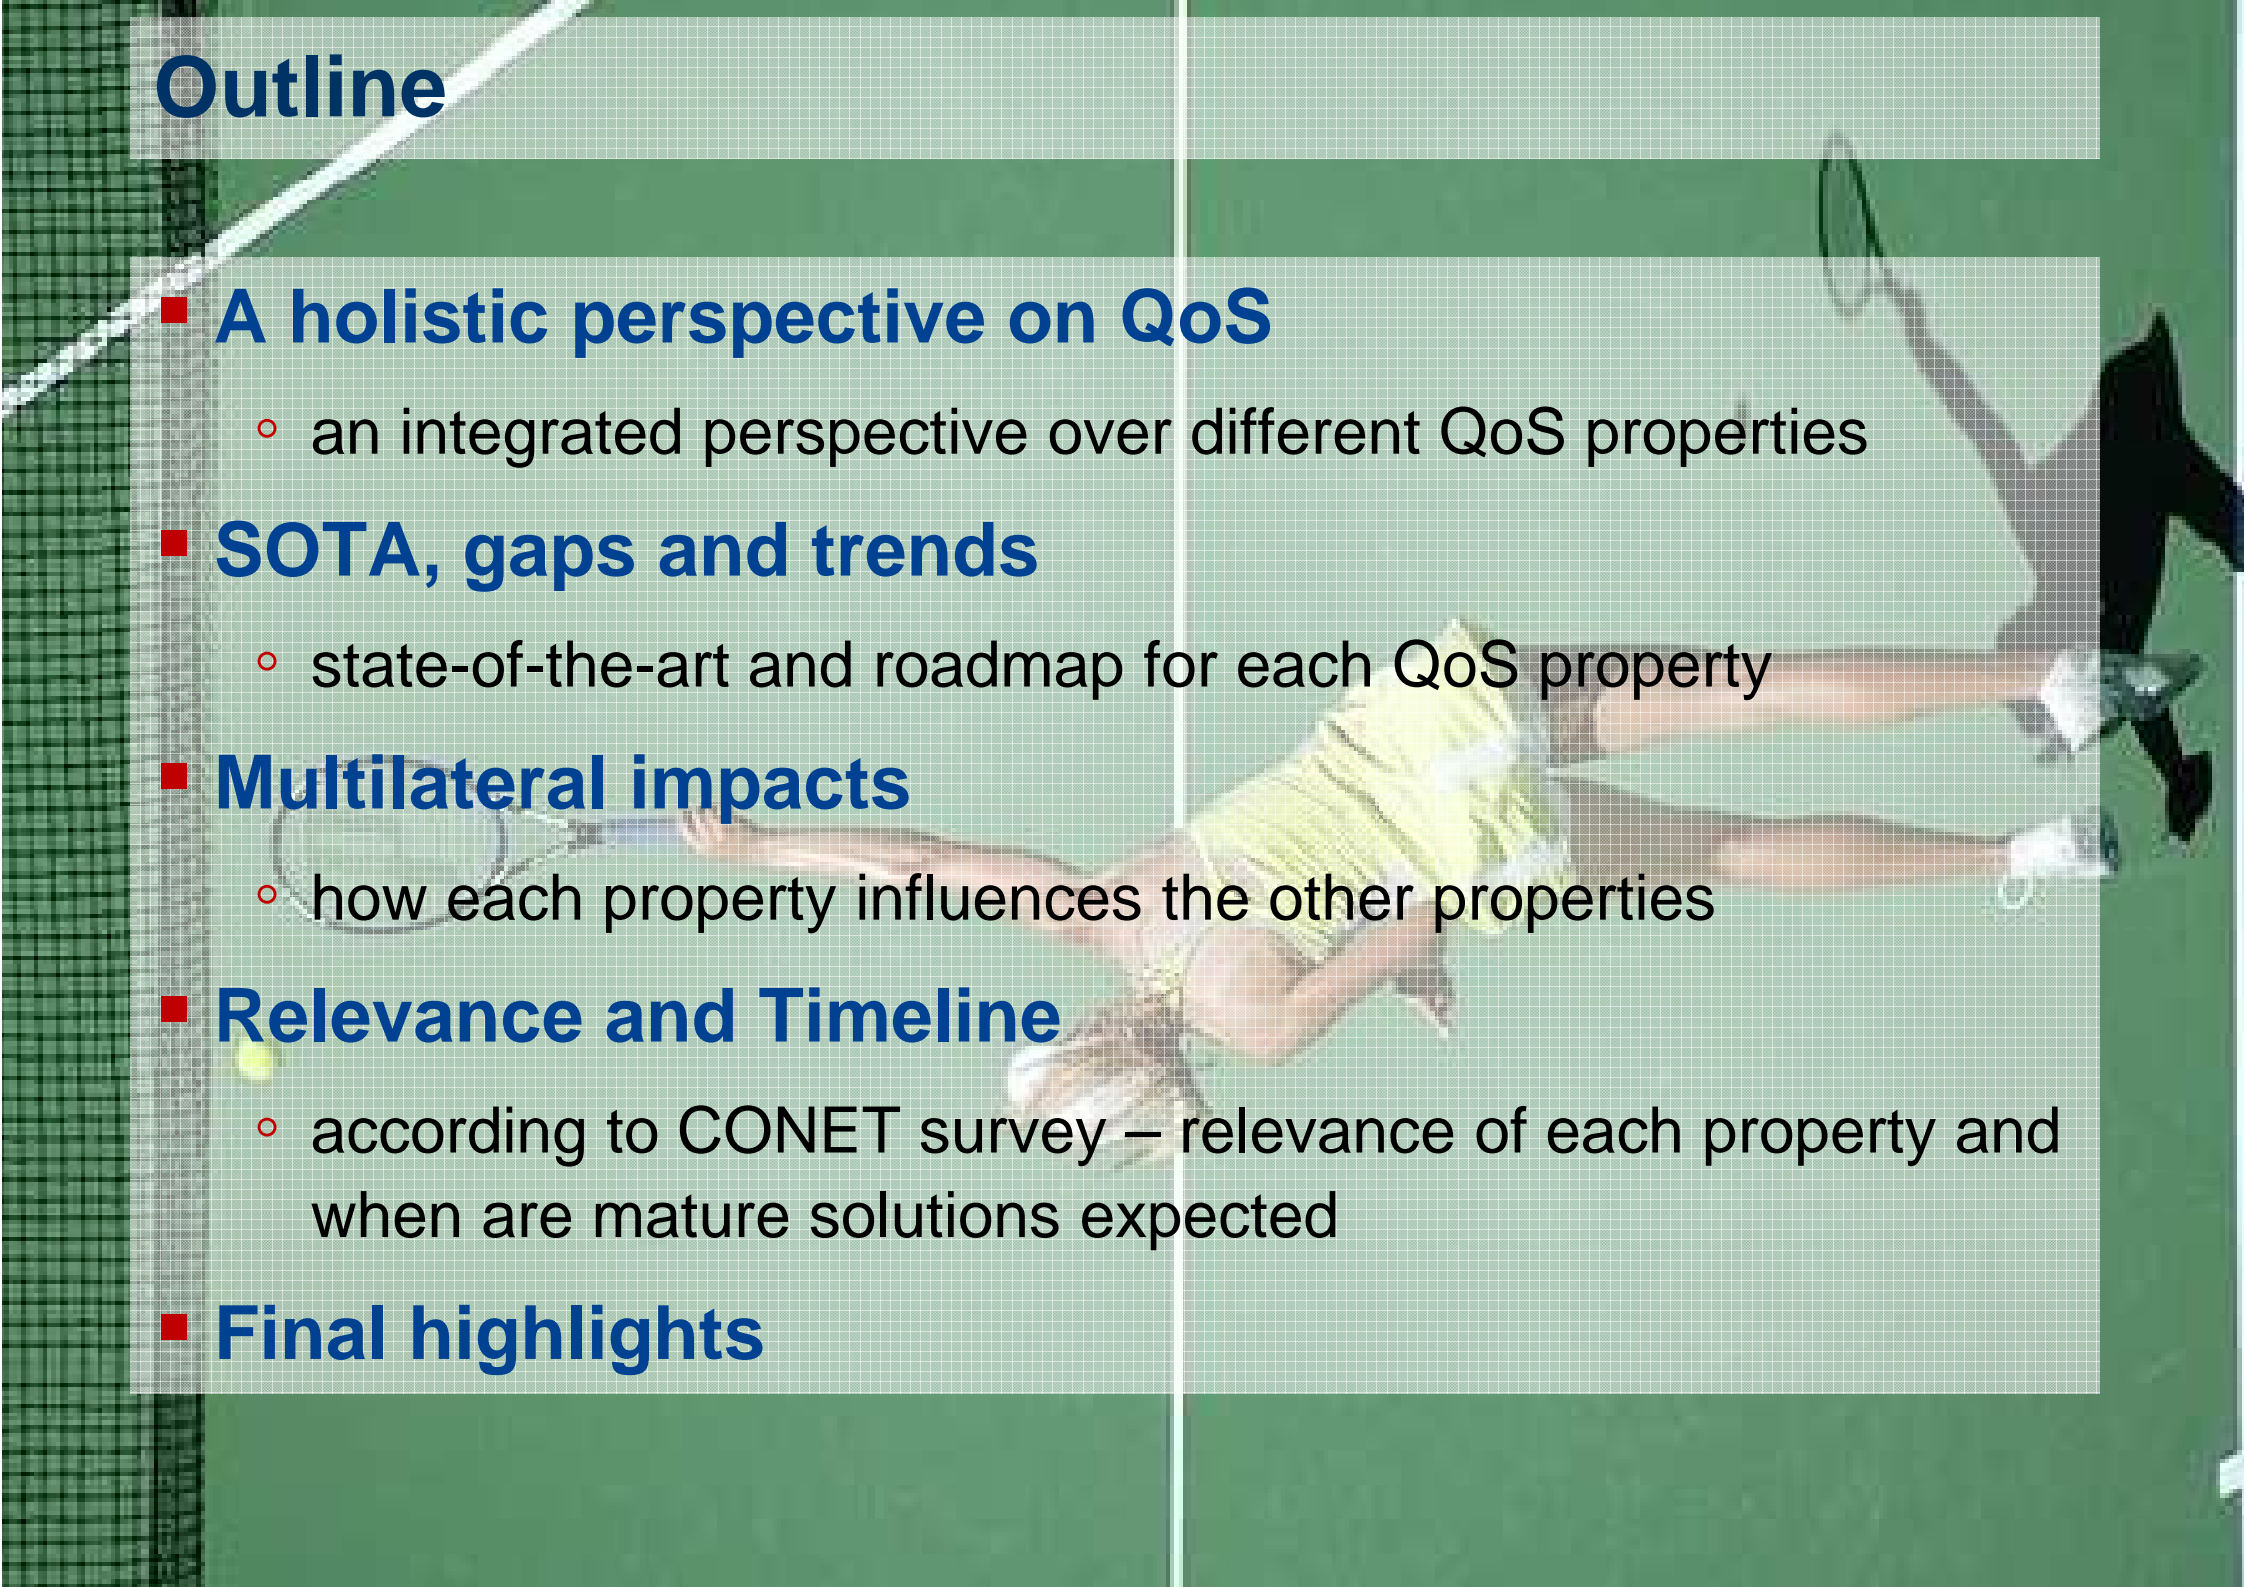 Outline
A holistic perspective on QoS
an integrated perspective over different QoS properties
SOTA, gaps and trends
state-of-the-art and roadmap for each QoS property
Multilateral impacts
how each property influences the other properties
Relevance and Timeline
according to CONET survey – relevance of each property and
when are mature solutions expected
Final highlights